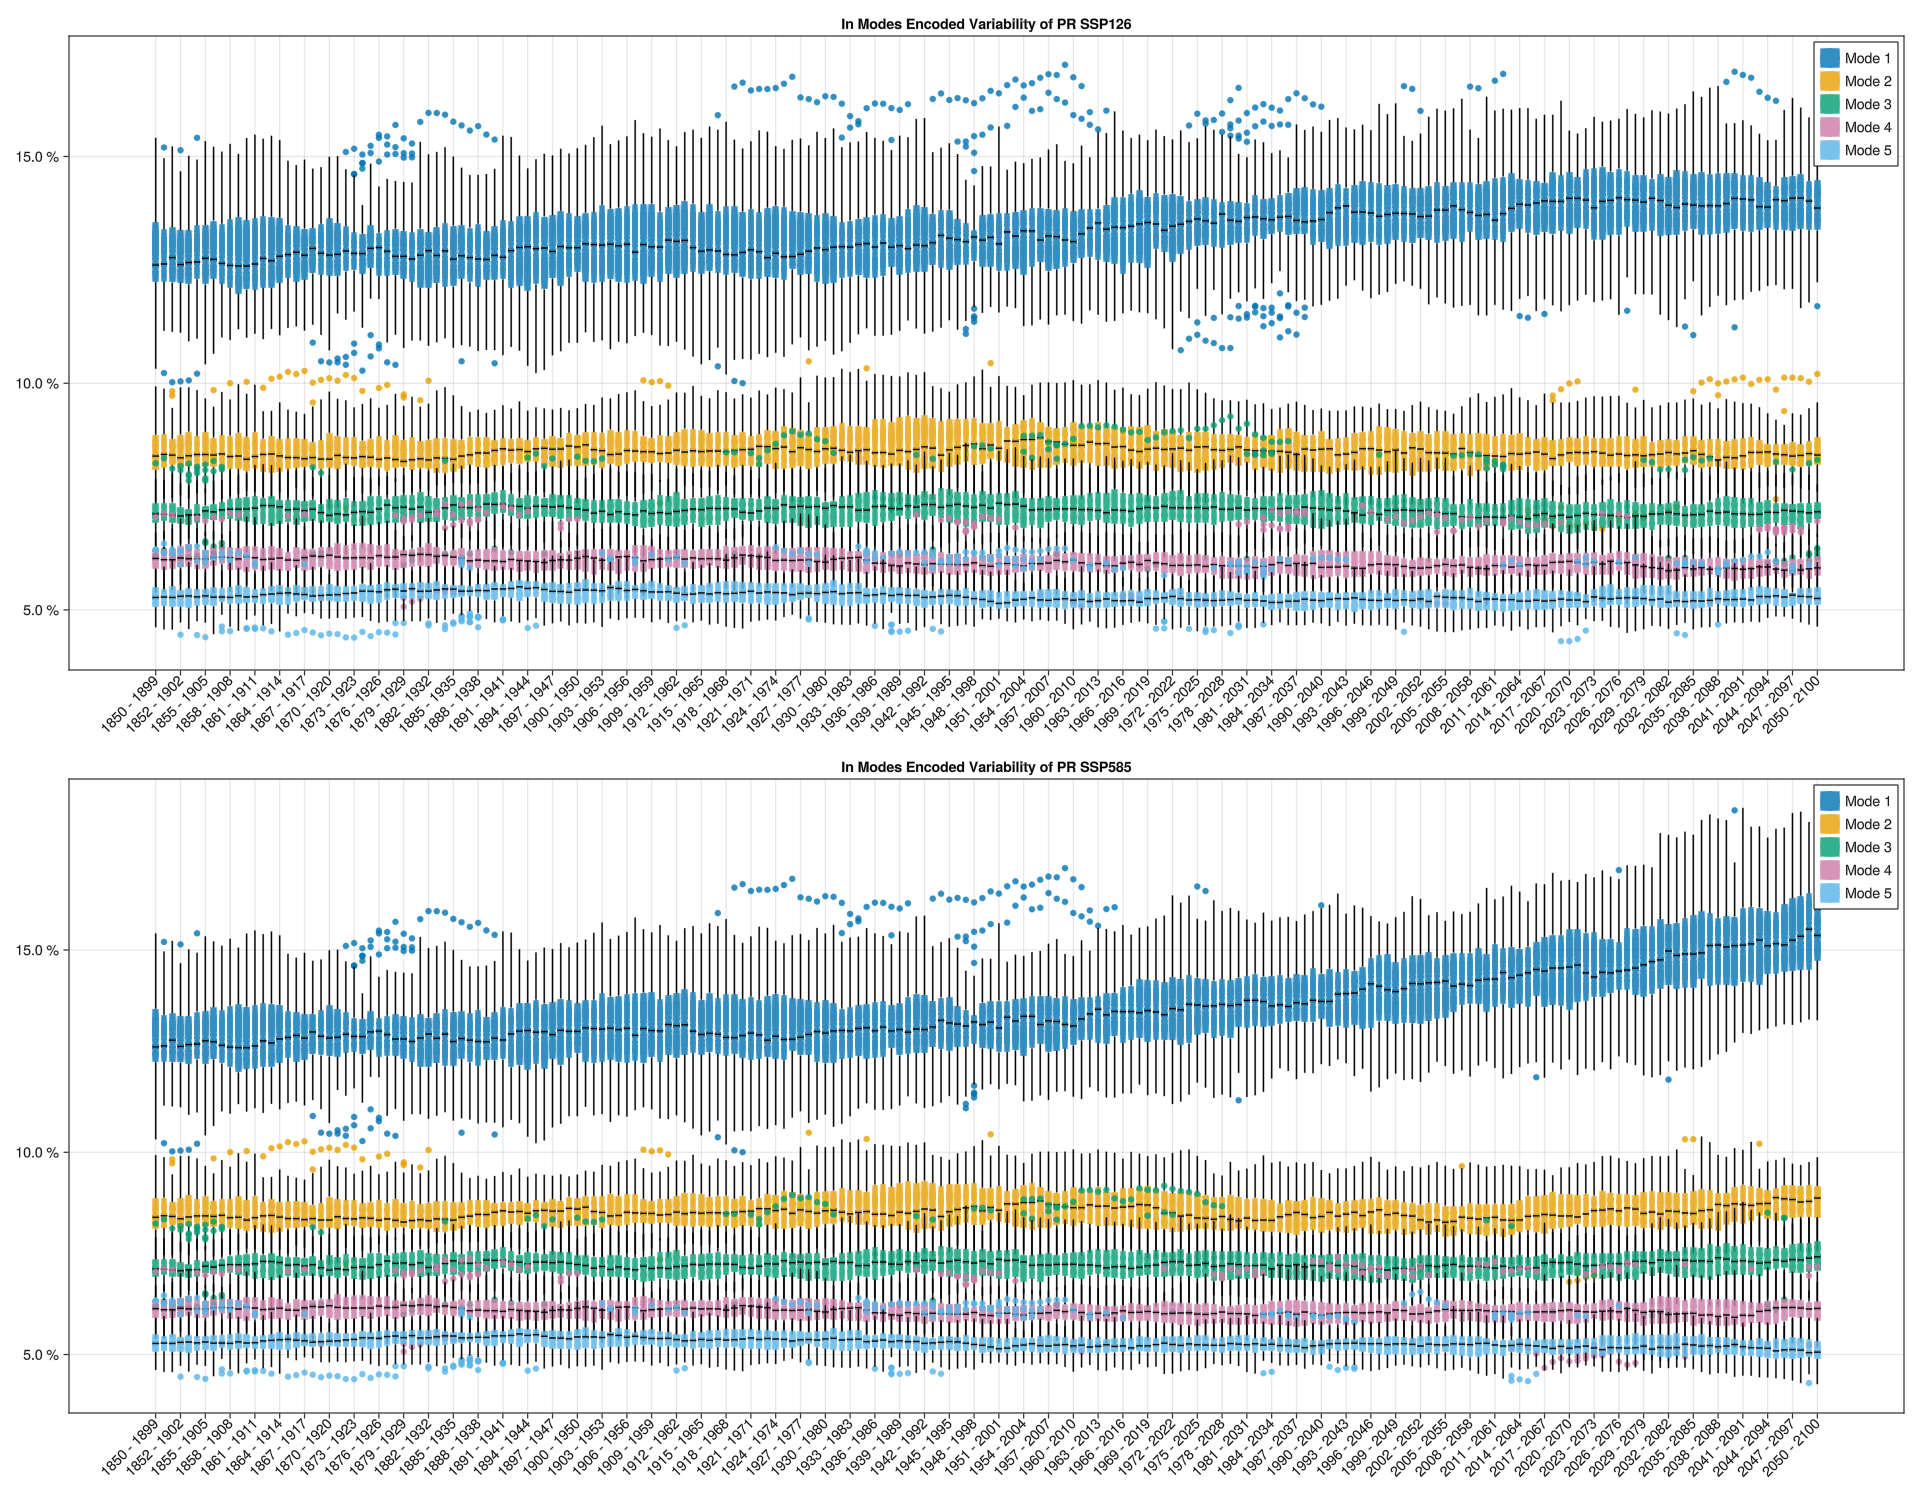 In Modes Encoded Variability of PR SSP126
Mode 1
Mode 2
Mode 3
Mode 4
Mode 5
15.0 %
10.0 %
5.0 %
1850 - 1899
1852 - 1902
1855 - 1905
1858 - 1908
1861 - 1911
1864 - 1914
1867 - 1917
1870 - 1920
1873 - 1923
1876 - 1926
1879 - 1929
1882 - 1932
1885 - 1935
1888 - 1938
1891 - 1941
1894 - 1944
1897 - 1947
1900 - 1950
1903 - 1953
1906 - 1956
1909 - 1959
1912 - 1962
1915 - 1965
1918 - 1968
1921 - 1971
1924 - 1974
1927 - 1977
1930 - 1980
1933 - 1983
1936 - 1986
1939 - 1989
1942 - 1992
1945 - 1995
1948 - 1998
1951 - 2001
1954 - 2004
1957 - 2007
1960 - 2010
1963 - 2013
1966 - 2016
1969 - 2019
1972 - 2022
1975 - 2025
1978 - 2028
1981 - 2031
1984 - 2034
1987 - 2037
1990 - 2040
1993 - 2043
1996 - 2046
1999 - 2049
2002 - 2052
2005 - 2055
2008 - 2058
2011 - 2061
2014 - 2064
2017 - 2067
2020 - 2070
2023 - 2073
2026 - 2076
2029 - 2079
2032 - 2082
2035 - 2085
2038 - 2088
2041 - 2091
2044 - 2094
2047 - 2097
2050 - 2100
In Modes Encoded Variability of PR SSP585
Mode 1
Mode 2
Mode 3
Mode 4
Mode 5
15.0 %
10.0 %
5.0 %
1850 - 1899
1852 - 1902
1855 - 1905
1858 - 1908
1861 - 1911
1864 - 1914
1867 - 1917
1870 - 1920
1873 - 1923
1876 - 1926
1879 - 1929
1882 - 1932
1885 - 1935
1888 - 1938
1891 - 1941
1894 - 1944
1897 - 1947
1900 - 1950
1903 - 1953
1906 - 1956
1909 - 1959
1912 - 1962
1915 - 1965
1918 - 1968
1921 - 1971
1924 - 1974
1927 - 1977
1930 - 1980
1933 - 1983
1936 - 1986
1939 - 1989
1942 - 1992
1945 - 1995
1948 - 1998
1951 - 2001
1954 - 2004
1957 - 2007
1960 - 2010
1963 - 2013
1966 - 2016
1969 - 2019
1972 - 2022
1975 - 2025
1978 - 2028
1981 - 2031
1984 - 2034
1987 - 2037
1990 - 2040
1993 - 2043
1996 - 2046
1999 - 2049
2002 - 2052
2005 - 2055
2008 - 2058
2011 - 2061
2014 - 2064
2017 - 2067
2020 - 2070
2023 - 2073
2026 - 2076
2029 - 2079
2032 - 2082
2035 - 2085
2038 - 2088
2041 - 2091
2044 - 2094
2047 - 2097
2050 - 2100